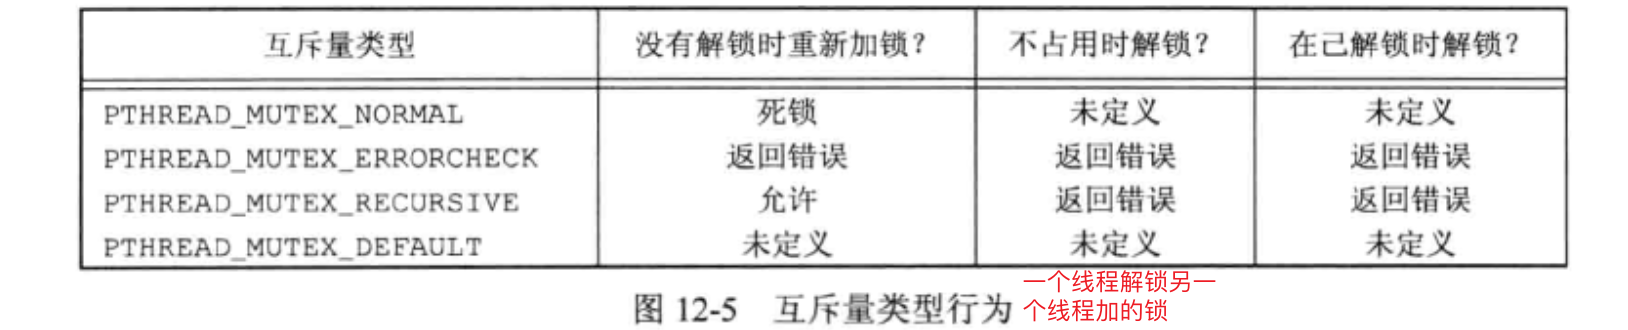 互斥量类型 没有解锁时重新加锁？ 不占用时解锁？ 在已解锁时解锁？
PTHREAD_MUTEX_NORMAL 死锁 未定义 未定义
PTHREAD_MUTEX_ERRORCHECK 返回错误 返回错误 返回错误
PTHREAD_MUTEX_RECURSIVE 允许 返回错误 返回错误
PTHREAD_MUTEX_DEFAULT 未定义 未定义 未定义
图 12-5 互斥量类型行为
一个线程解锁另一
个线程加的锁